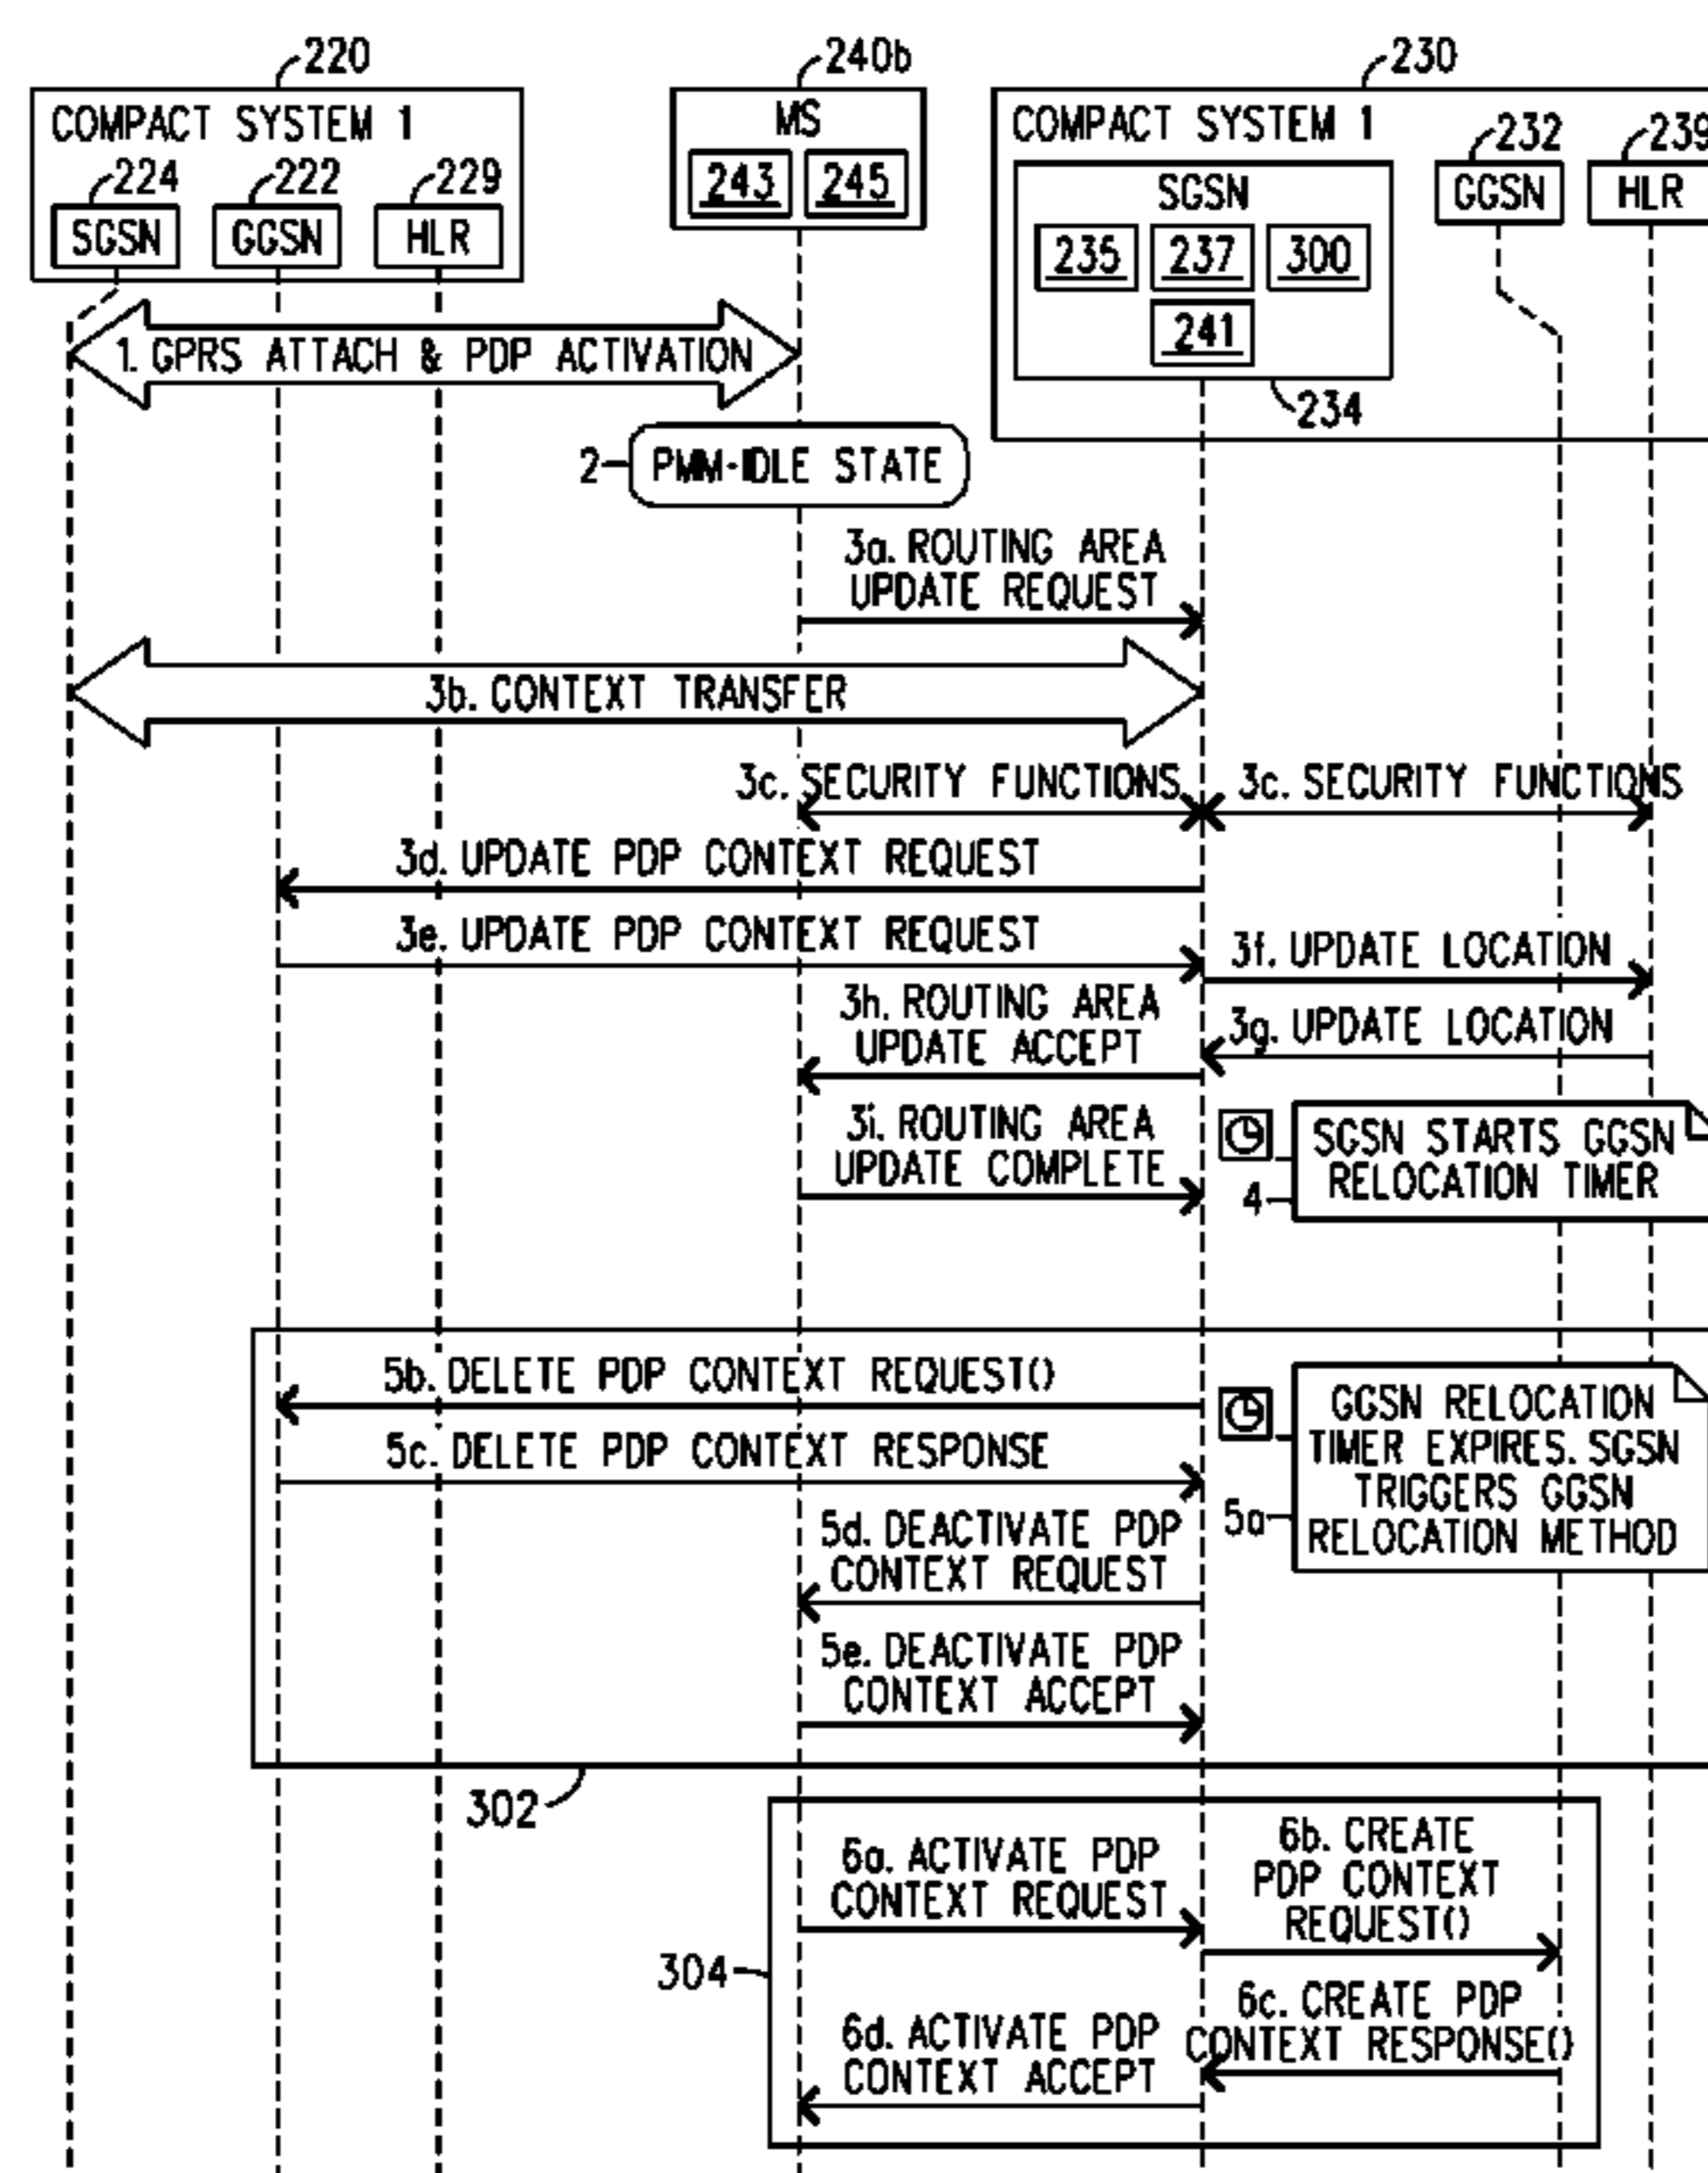 220
240b
230
COMPACT SYSTEM 1
MS
COMPACT SYSTEM 1
224
222
229
243
245
232
239
SGSN
GGSN
HLR
SGSN
GGSN
HLR
235
237
300
241
234
1. GPRS ATTACH & PDP ACTIVATION
2
PMM-IDLE STATE
3a. ROUTING AREA
UPDATE REQUEST
3b. CONTEXT TRANSFER
3c. SECURITY FUNCTIONS
3c. SECURITY FUNCTIONS
3d. UPDATE PDP CONTEXT REQUEST
3e. UPDATE PDP CONTEXT REQUEST
3f. UPDATE LOCATION
3h. ROUTING AREA
UPDATE ACCEPT
3g. UPDATE LOCATION
3i. ROUTING AREA
UPDATE COMPLETE
SGSN STARTS GGSN
RELOCATION TIMER
4
5b. DELETE PDP CONTEXT REQUEST()
5c. DELETE PDP CONTEXT RESPONSE
GGSN RELOCATION
TIMER EXPIRES. SGSN
TRIGGERS GGSN
RELOCATION METHOD
5a
5d. DEACTIVATE PDP
CONTEXT REQUEST
5e. DEACTIVATE PDP
CONTEXT ACCEPT
302
6a. ACTIVATE PDP
CONTEXT REQUEST
6b. CREATE
PDP CONTEXT
REQUEST()
304
6c. CREATE PDP
CONTEXT RESPONSE()
6d. ACTIVATE PDP
CONTEXT ACCEPT